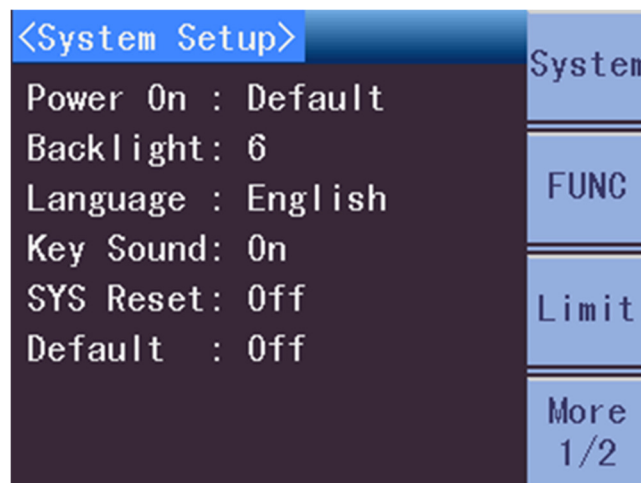 <System Setup>
Power On : Default
Backlight: 6
Language : English
Key Sound: On
SYS Reset: Off
Default  : Off
System
FUNC
Limit
More
1/2